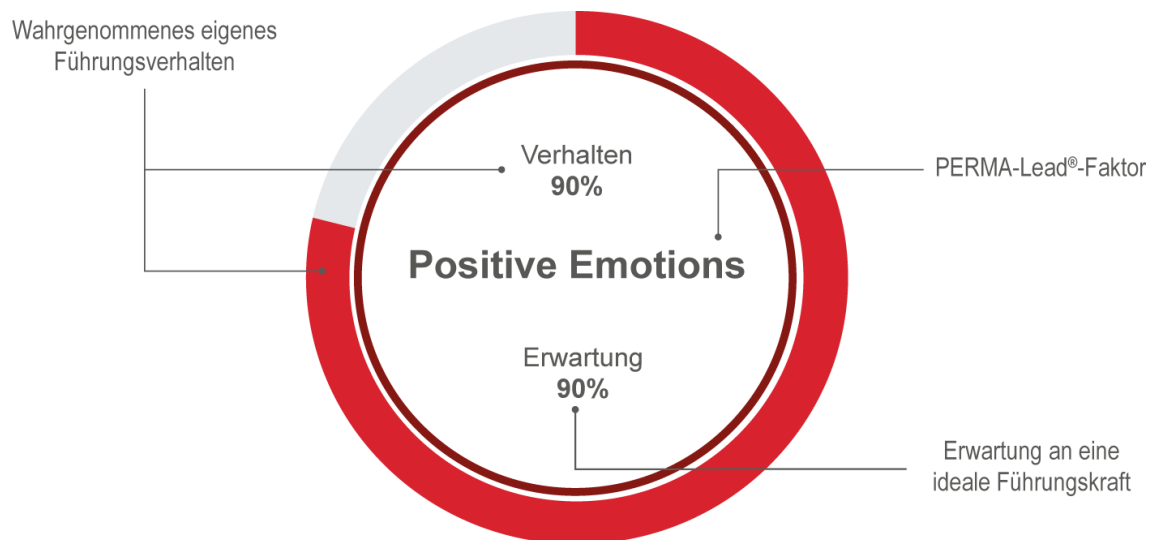 Wahrgenommenes eigenes
Führungsverhalten
Verhalten
90%
PERMA-Lead®-Faktor
Positive Emotions
Erwartung
90%
Erwartung an eine
ideale Führungskraft